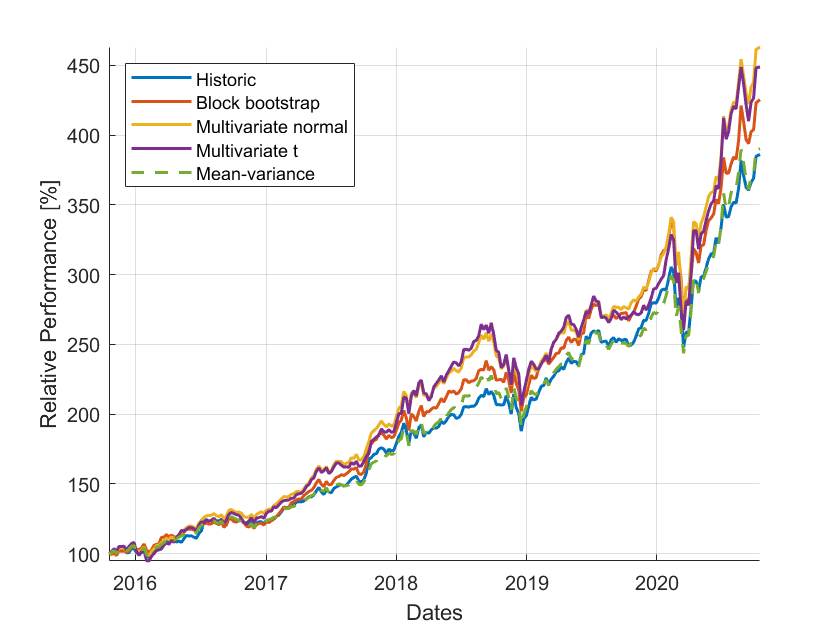 Relative Performance [%]
450
400
350
300
250
200
150
100
Historic
Block bootstrap
Multivariate normal
Multivariate t
Mean-variance
2016 2017 2018 2019 2020
Dates